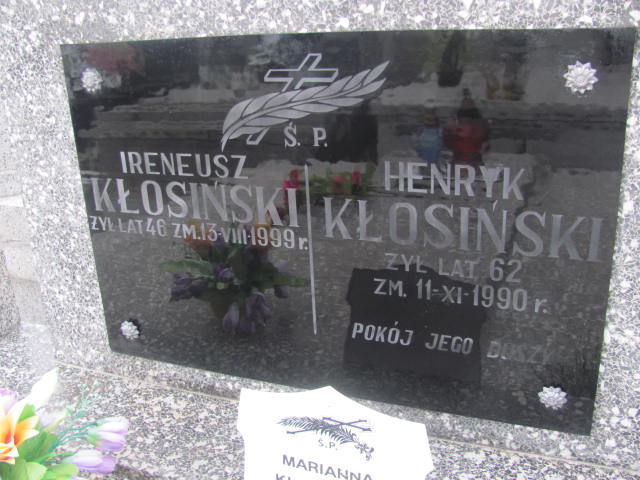 Ś. P.
IRENEUSZ
KŁOSIŃSKI
ŻYŁ LAT 46 ZM. 13-VIII-1999 r.
HENRYK
KŁOSIŃSKI
ŻYŁ LAT 62
ZM. 11-XI-1990 r.
POKÓJ JEGO DUSZY
Ś.P.
MARIANNA